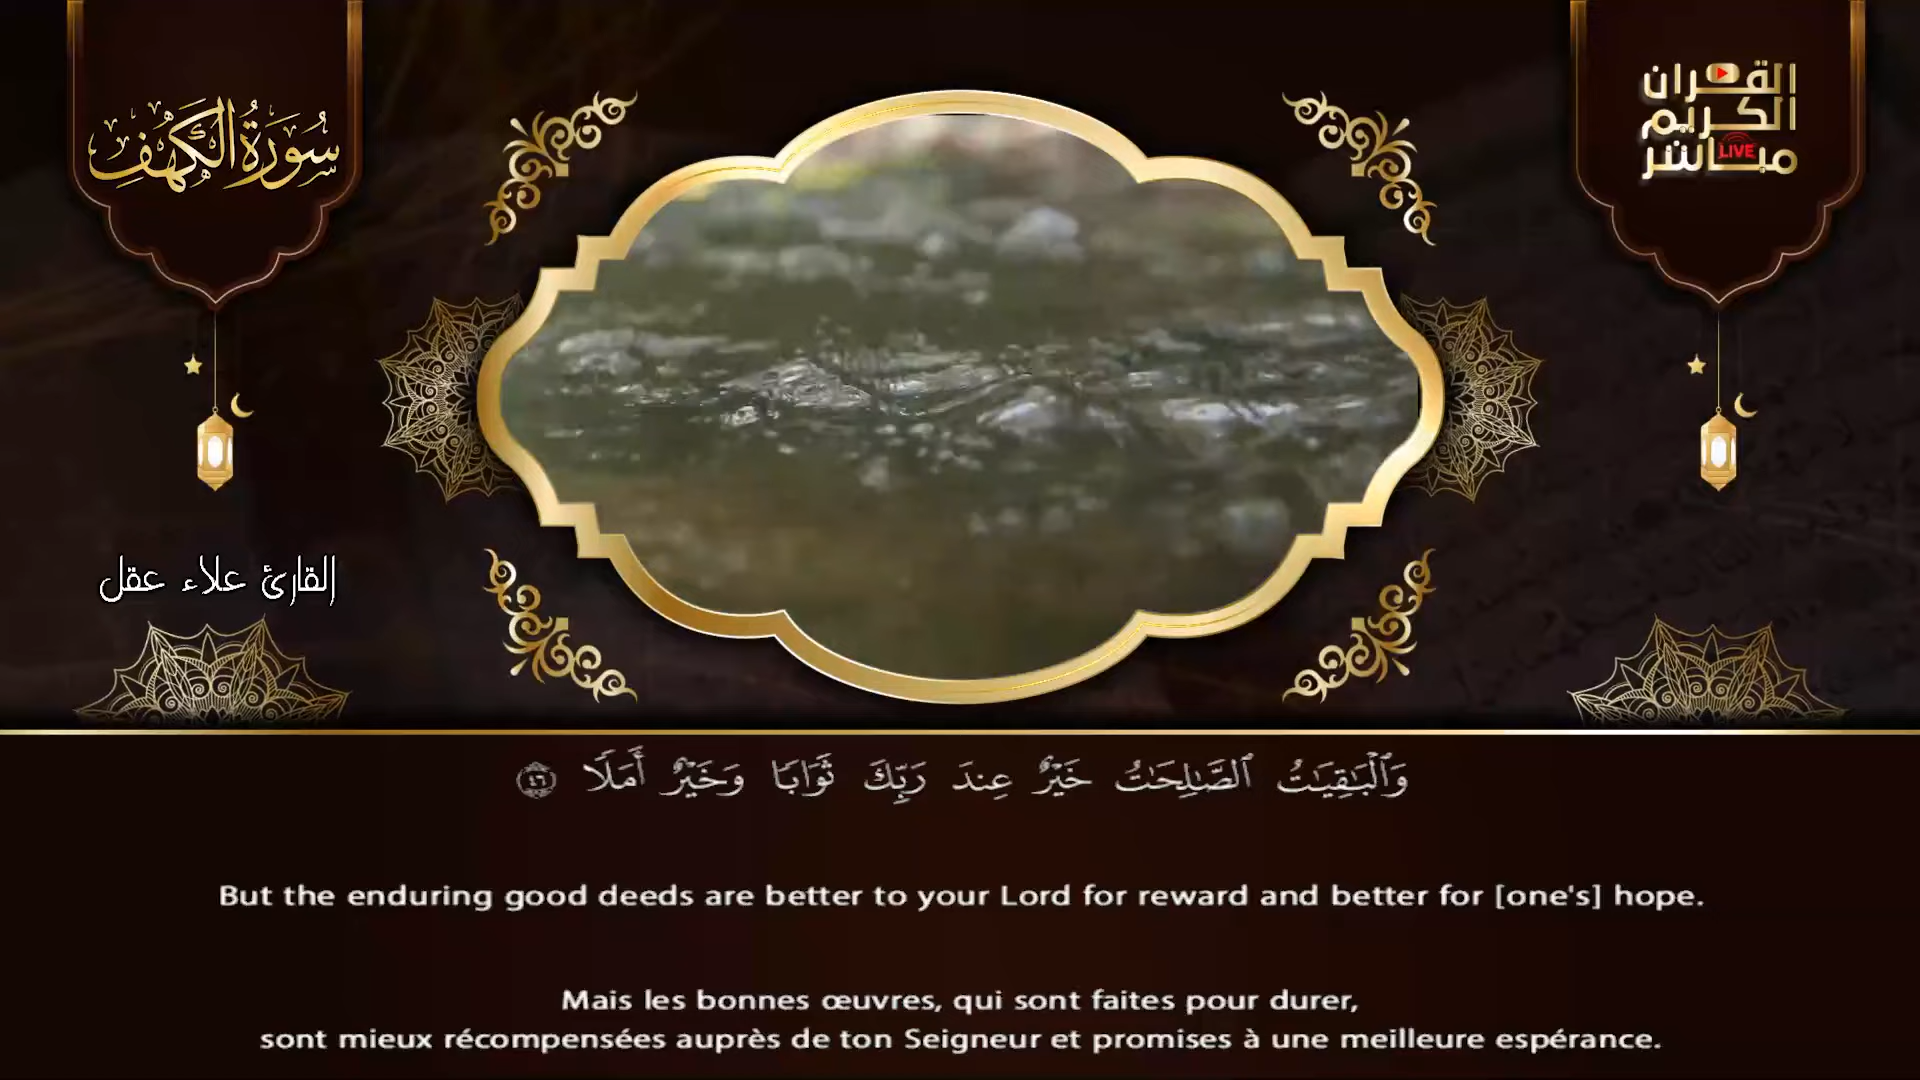 سُورَةُ الكَهْفِ
القرآن
الكريم
مباشر
LIVE
القارئ علاء عقل
وَٱلْبَـٰقِيَـٰتُ ٱلصَّـٰلِحَـٰتُ خَيْرٌ عِندَ رَبِّكَ ثَوَابًا وَخَيْرٌ أَمَلًا ٤٦
But the enduring good deeds are better to your Lord for reward and better for [one's] hope.
Mais les bonnes œuvres, qui sont faites pour durer,
sont mieux récompensées auprès de ton Seigneur et promises à une meilleure espérance.